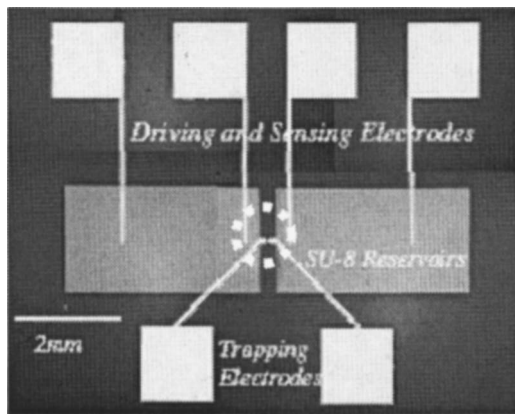 Driving and Sensing Electrodes
SU-8 Reservoirs
2mm
Trapping
Electrodes